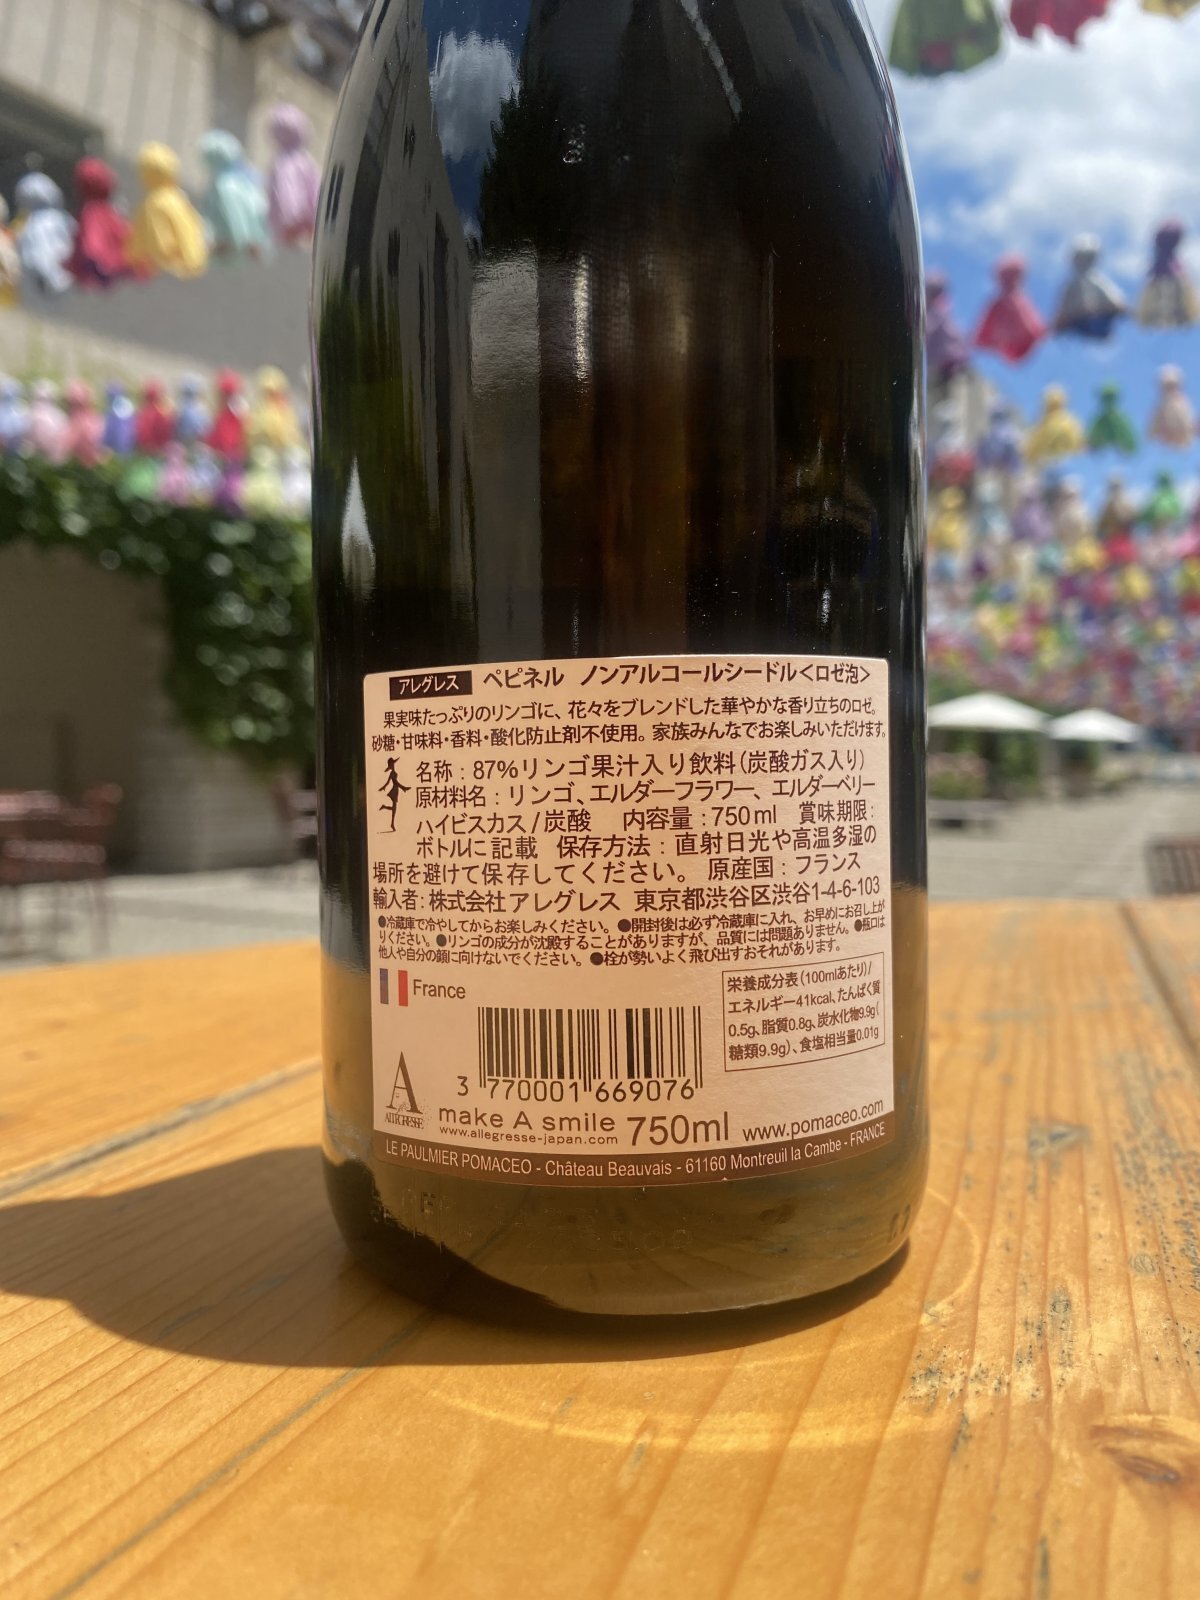 アレグレス ペピネル ノンアルコールシードル<ロゼ泡>
果実味たっぷりのリンゴに、花々をブレンドした華やかな香り立ちのロゼ。
砂糖・甘味料・香料・酸化防止剤不使用。家族みんなでお楽しみいただけます。
名称：87%リンゴ果汁入り飲料(炭酸ガス入り)
原材料名：リンゴ、エルダーフラワー、エルダーベリー
ハイビスカス/炭酸 内容量：750ml 賞味期限：
ボトルに記載 保存方法：直射日光や高温多湿の
場所を避けて保存してください。 原産国：フランス
輸入者：株式会社アレグレス 東京都渋谷区渋谷1-4-6-103
●冷蔵庫で冷やしてからお楽しみください。●開封後は必ず冷蔵庫に入れ、お早めにお召し上が
りください。●リンゴの成分が沈殿することがありますが、品質には問題ありません。●瓶口は
他人や自分の顔に向けないでください。●栓が勢いよく飛び出すおそれがあります。
France
栄養成分表(100mlあたり)/
エネルギー41kcal、たんぱく質
0.5g、脂質0.8g、炭水化物9.9g(
糖類9.9g)、食塩相当量0.01g
3 770001 669076
A
ALLEGRESSE
make A smile
www.allegresse-japan.com
750ml
www.pomaceo.com
LE PAULMIER POMACEO - Château Beauvais - 61160 Montreuil la Cambe - FRANCE